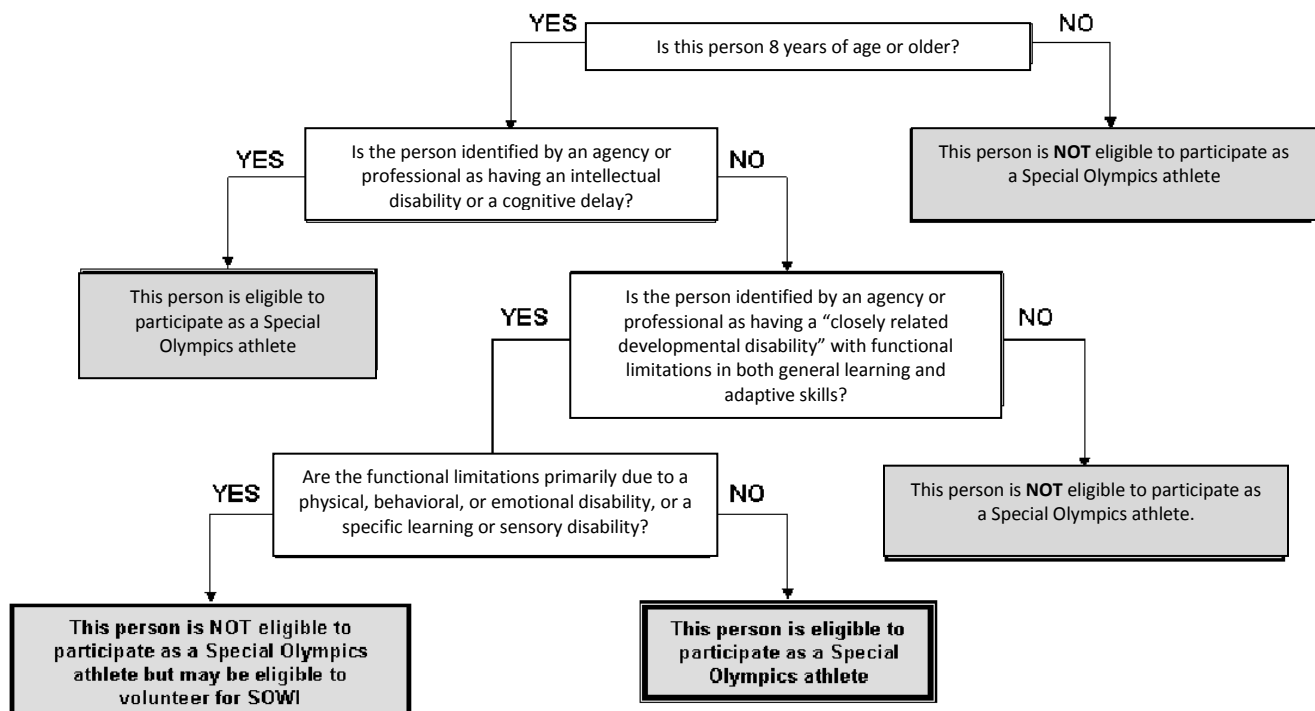 YES
NO
Is this person 8 years of age or older?
YES
Is the person identified by an agency or
professional as having an intellectual
disability or a cognitive delay?
NO
This person is NOT eligible to participate as
a Special Olympics athlete
This person is eligible to
participate as a Special
Olympics athlete
YES
Is the person identified by an agency or
professional as having a “closely related
developmental disability” with functional
limitations in both general learning and
adaptive skills?
NO
YES
Are the functional limitations primarily due to a
physical, behavioral, or emotional disability, or a
specific learning or sensory disability?
NO
This person is NOT eligible to participate as
a Special Olympics athlete.
This person is NOT eligible to
participate as a Special Olympics
athlete but may be eligible to
volunteer for SOWI
This person is eligible to
participate as a Special
Olympics athlete